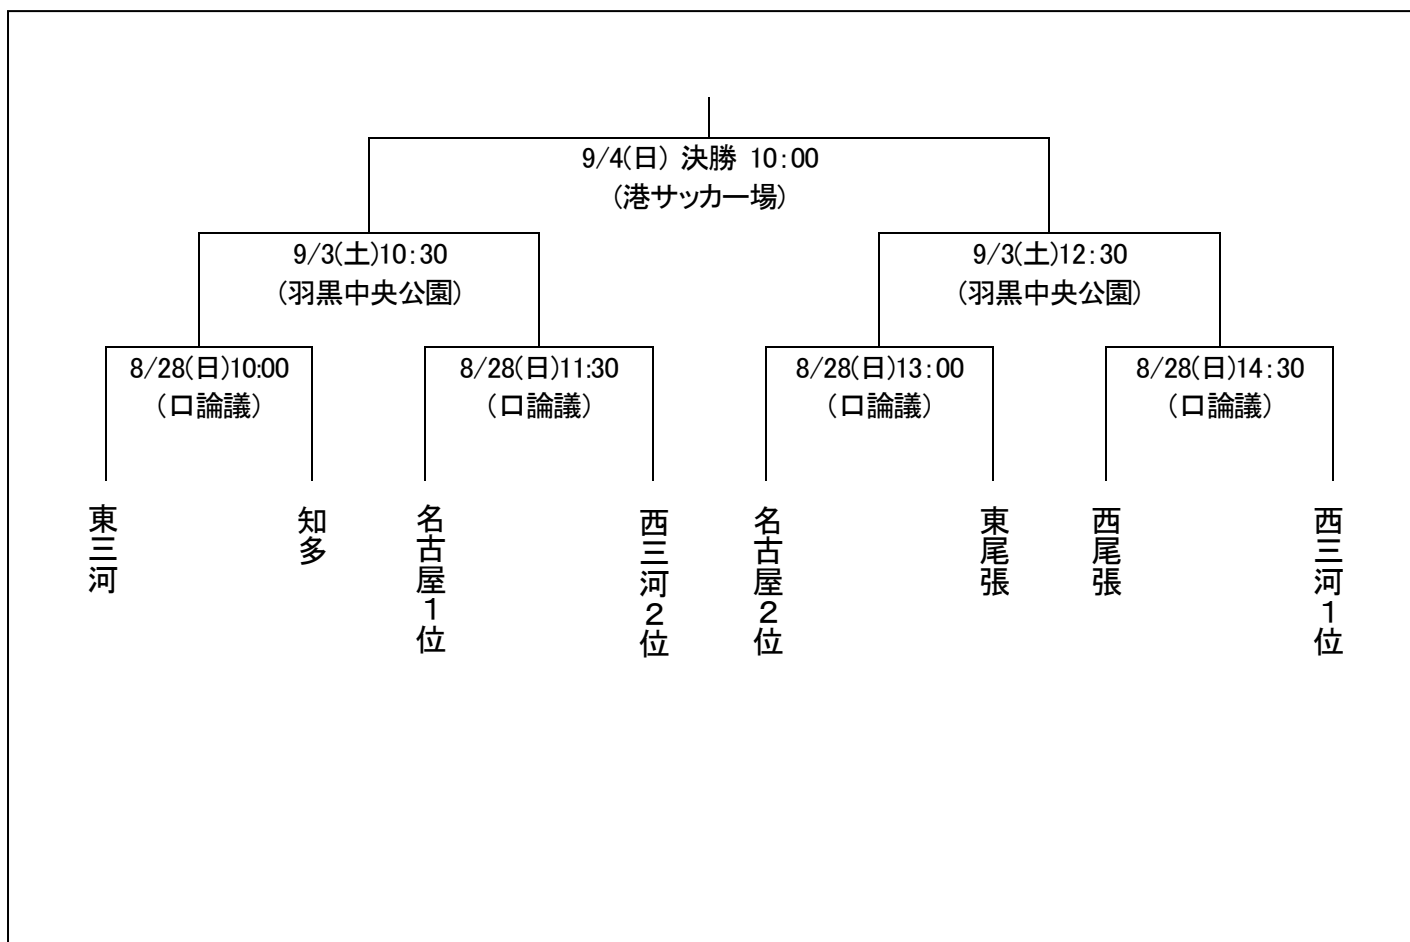 9/4(日) 決勝 10:00
(港サッカー場)
9/3(土)10:30
(羽黒中央公園)
9/3(土)12:30
(羽黒中央公園)
8/28(日)10:00
(口論議)
8/28(日)11:30
(口論議)
8/28(日)13:00
(口論議)
8/28(日)14:30
(口論議)
東三河
知多
名古屋1位
西三河2位
名古屋2位
東尾張
西尾張
西三河1位